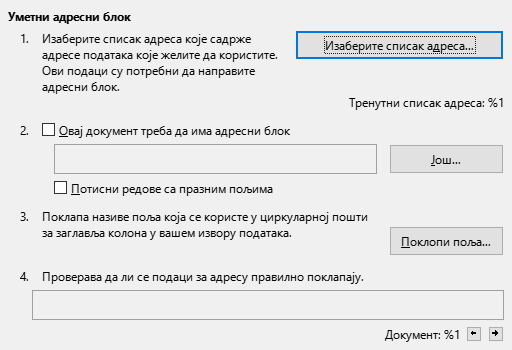 Уметни адресни блок
1. Изаберите списак адреса које садрже Изаберите списак адреса...
адресе података које желите да користите.
Ови подаци су потребни да направите
адресни блок.
Тренутни списак адреса: %1
2. Овај документ треба да има адресни блок
Још...
Потисни редове са празним пољима
3. Поклапа називе поља која се користе у циркуларној пошти
за заглавља колона у вашем извору података.
Поклопи поља...
4. Проверава да ли се подаци за адресу правилно поклапају.
Документ: %1